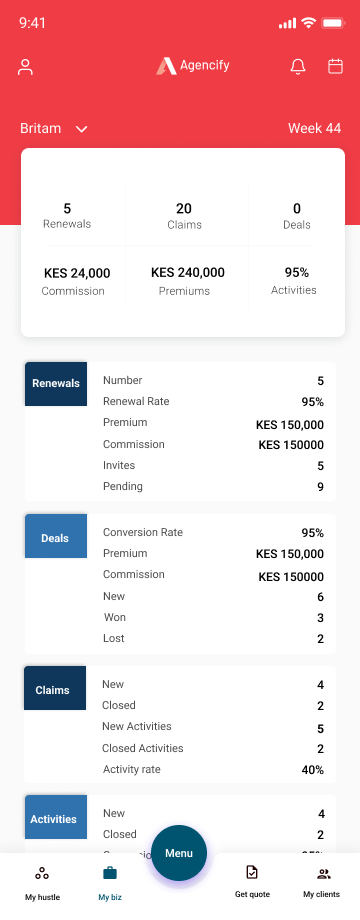 9:41
Agencify
Britam
Week 44
5 20 0
Renewals Claims Deals
KES 24,000 KES 240,000 95%
Commission Premiums Activities
Renewals
Number 5
Renewal Rate 95%
Premium KES 150,000
Commission KES 150000
Invites 5
Pending 9
Deals
Conversion Rate 95%
Premium KES 150,000
Commission KES 150000
New 6
Won 3
Lost 2
Claims
New 4
Closed 2
New Activities 5
Closed Activities 2
Activity rate 40%
Activities
New 4
Closed 2
Menu
My hustle
My biz
Get quote
My clients